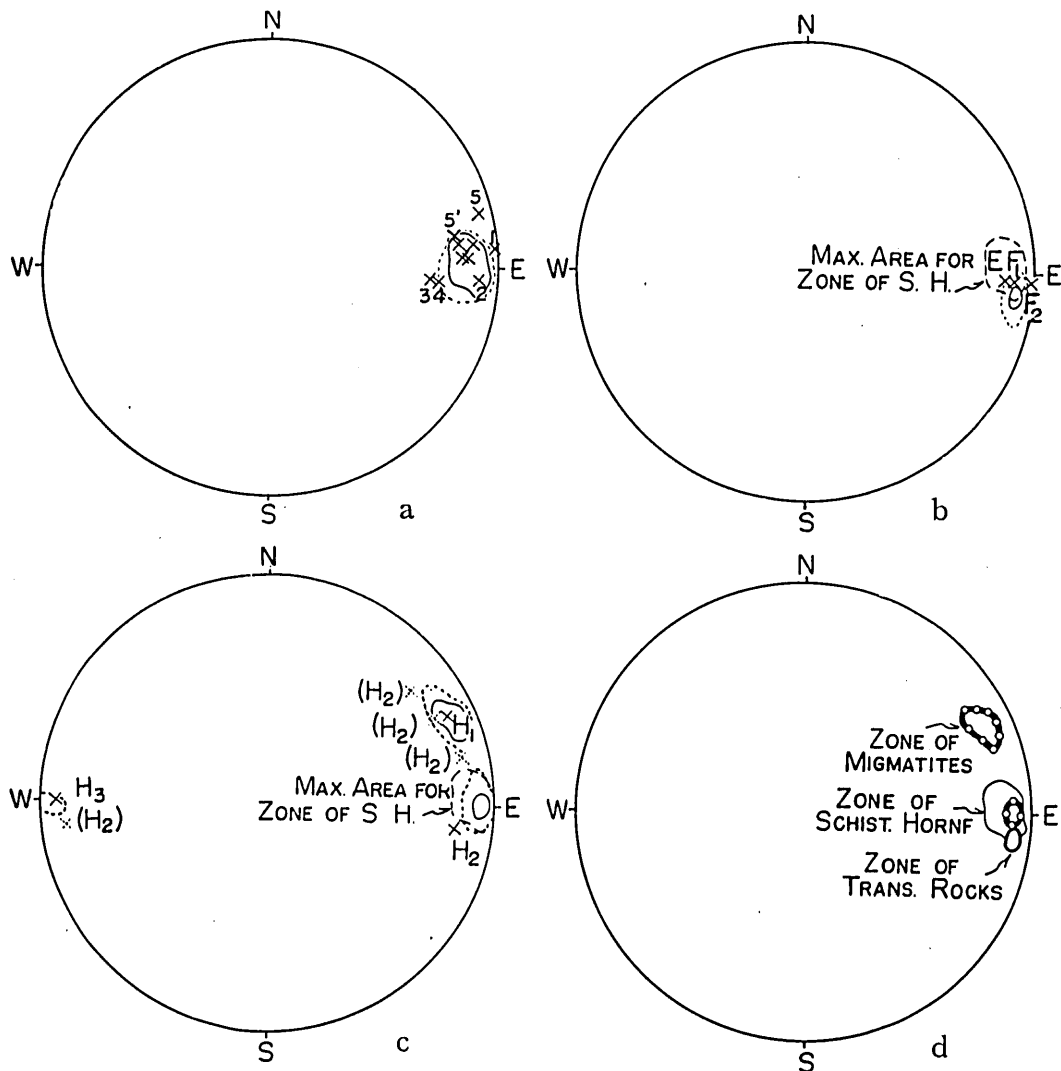 N
5
5'
1
W
E
34
2
S
a
N
MAX. AREA FOR
ZONE OF S. H.
E F1
W
E
F2
S
b
N
(H2)
(H2)
H1
(H2)
MAX. AREA FOR
ZONE OF S H.
W
H3
(H2)
E
H2
S
c
N
ZONE OF
MIGMATITES
ZONE OF
SCHIST. HORNF
W
E
ZONE OF
TRANS. ROCKS
S
d